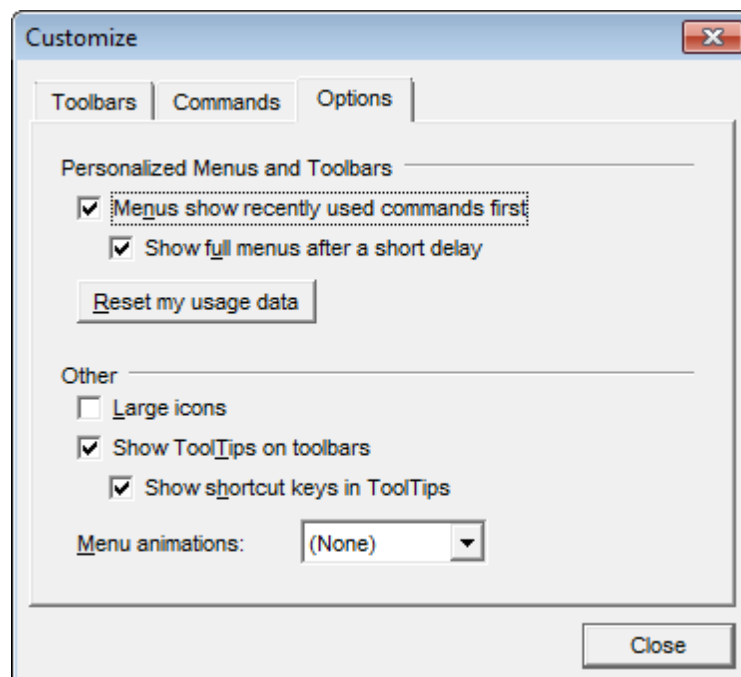 Customize
Toolbars Commands Options
Personalized Menus and Toolbars
Menus show recently used commands first
Show full menus after a short delay
Reset my usage data
Other
Large icons
Show ToolTips on toolbars
Show shortcut keys in ToolTips
Menu animations: (None)
Close